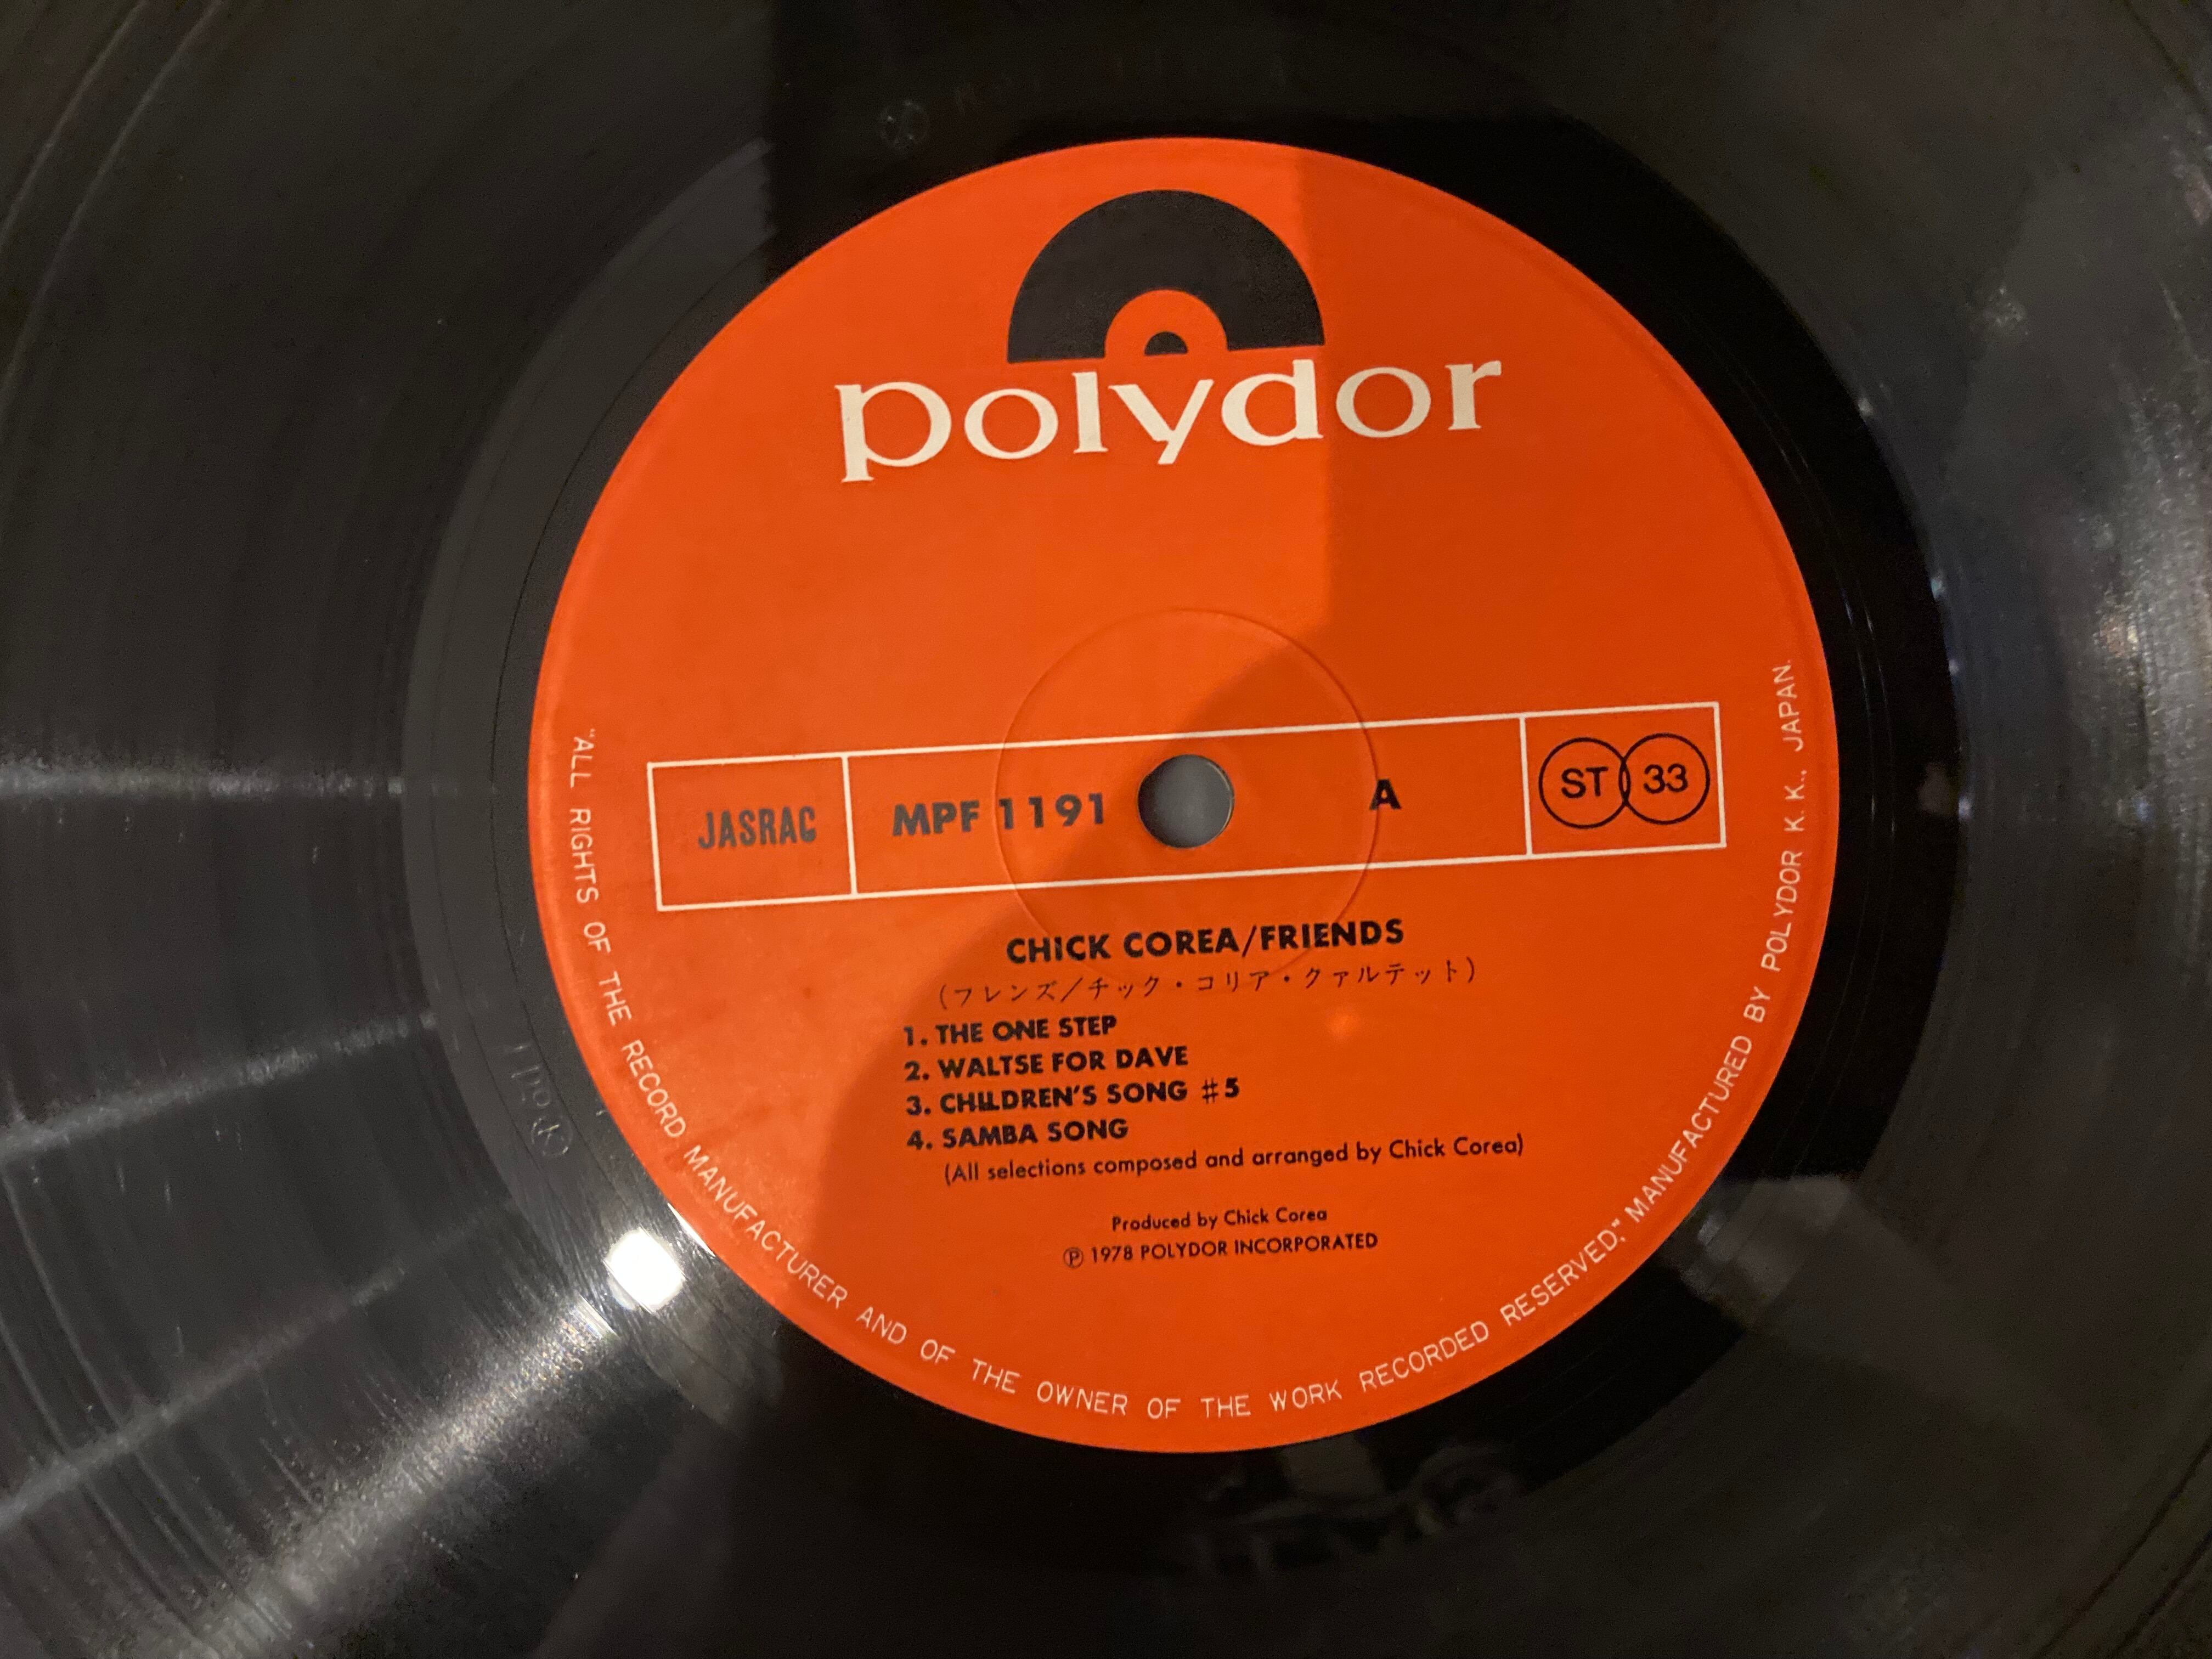 polydor
JASRAC
MPF 1191
A
ST 33
CHICK COREA/FRIENDS
(フレンズ/チック・コリア・クァルテット)
1. THE ONE STEP
2. WALTSE FOR DAVE
3. CHILDREN'S SONG #5
4. SAMBA SONG
(All selections composed and arranged by Chick Corea)
Produced by Chick Corea
Ⓟ 1978 POLYDOR INCORPORATED
"ALL RIGHTS OF THE RECORD MANUFACTURER AND OF THE OWNER OF THE WORK RECORDED RESERVED," MANUFACTURED BY POLYDOR K.K., JAPAN.